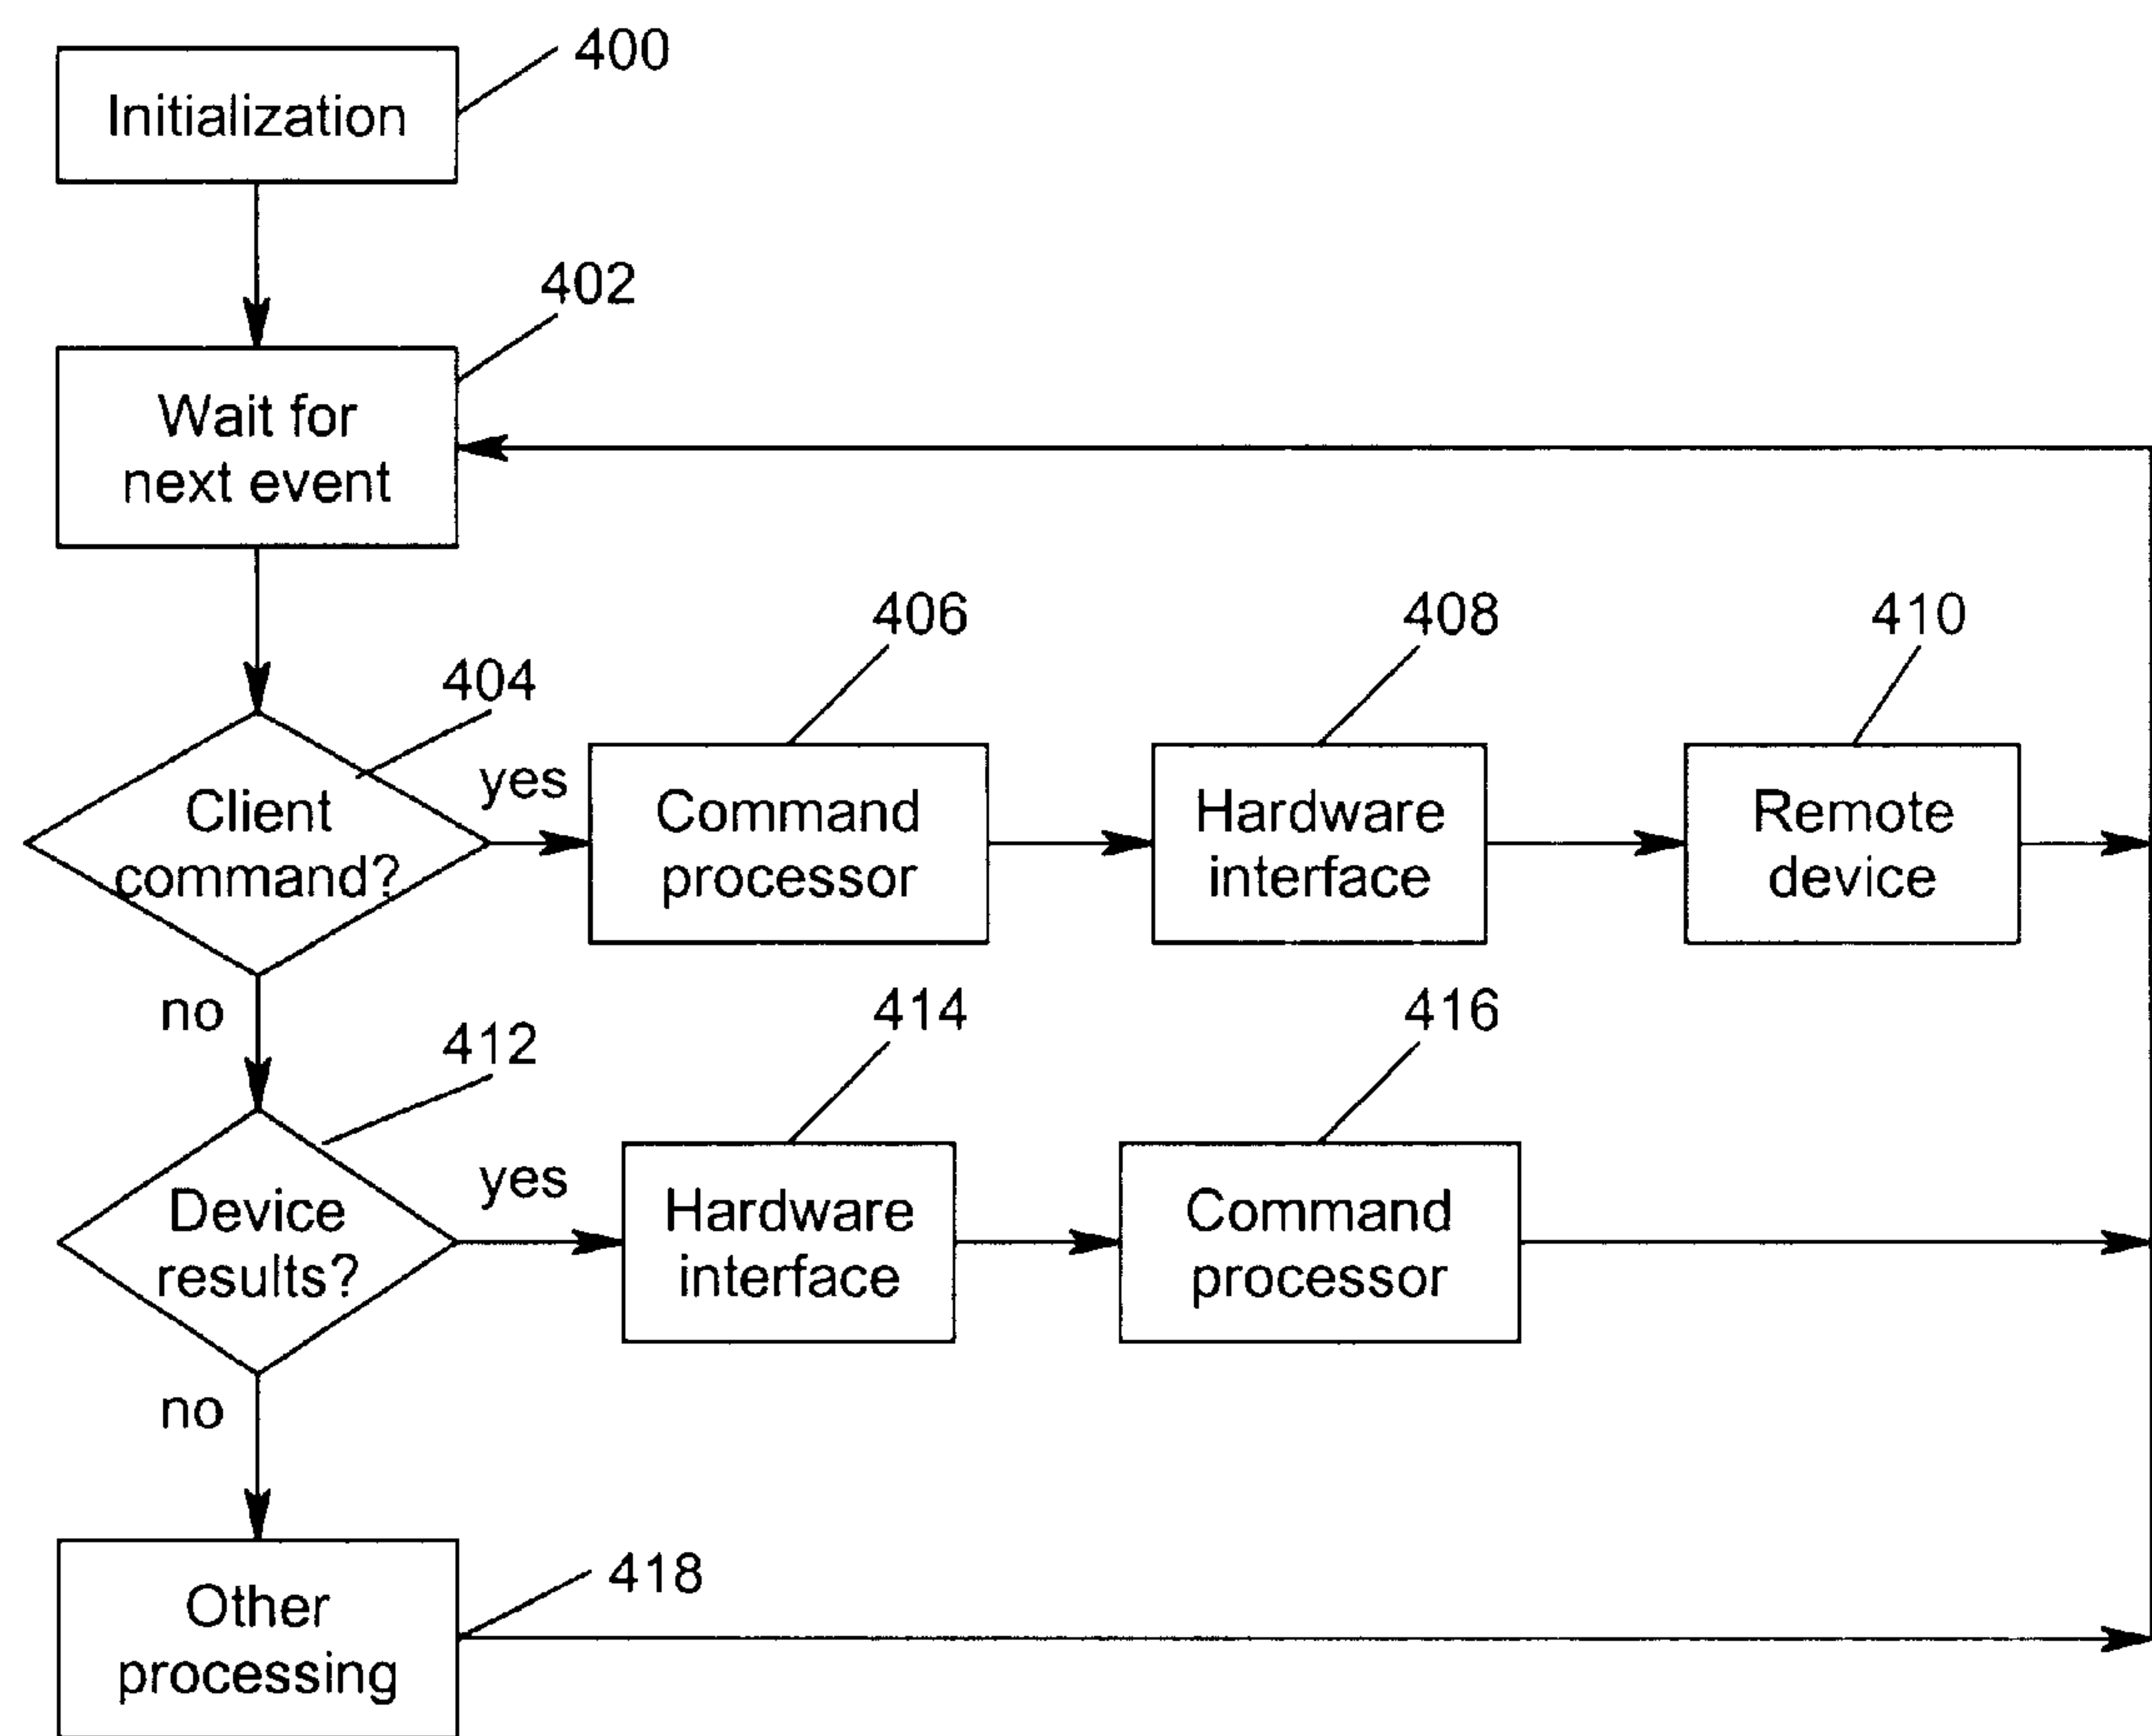 400
Initialization
402
Wait for
next event
406
408
410
404
yes
Client
command?
Command
processor
Hardware
interface
Remote
device
no
412
414
416
yes
Device
results?
Hardware
interface
Command
processor
no
418
Other
processing